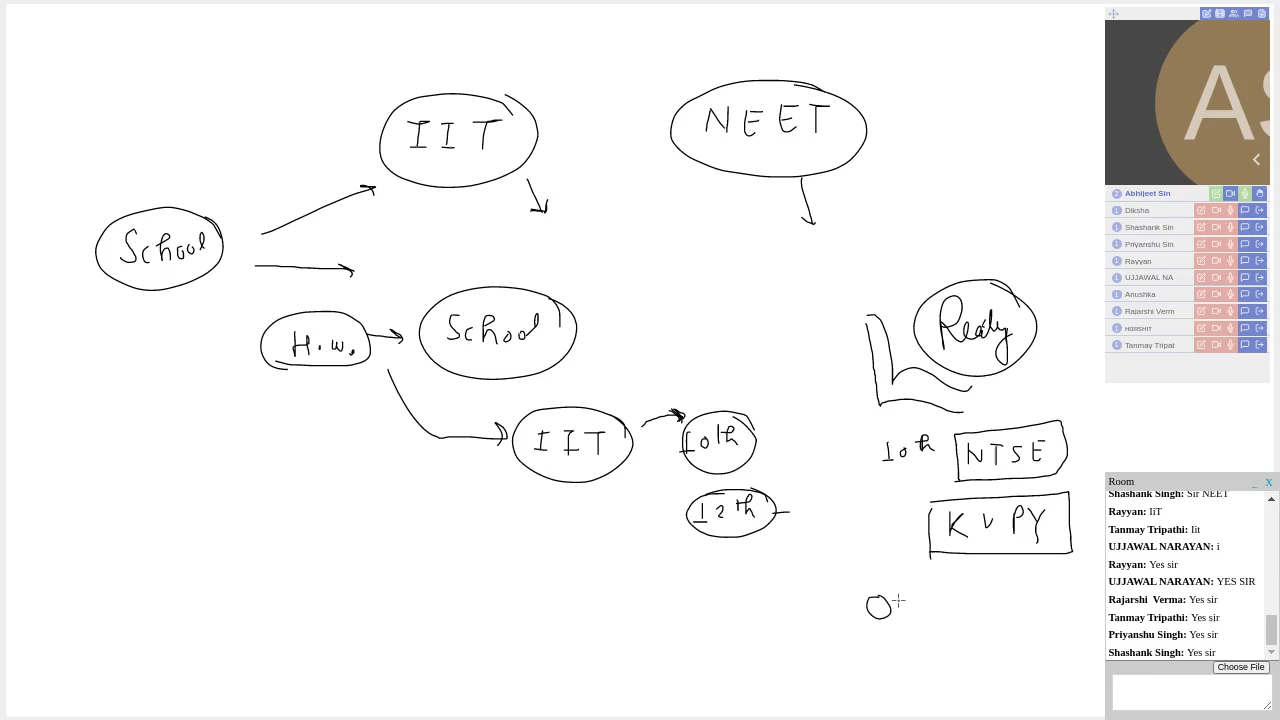 IIT
NEET
School
H.W.
School
Ready
IIT
10th
12th
10th
NTSE
KVPY
AS
Abhijeet Sin
Diksha
Shashank Sin
Priyanshu Sin
Rayyan
UJJAWAL NA
Anushka
Rajarshi Verm
HARSHIT
Tanmay Tripat
Room
_ X
Shashank Singh: Sir NEET
Rayyan: IiT
Tanmay Tripathi: Iit
UJJAWAL NARAYAN: i
Rayyan: Yes sir
UJJAWAL NARAYAN: YES SIR
Rajarshi Verma: Yes sir
Tanmay Tripathi: Yes sir
Priyanshu Singh: Yes sir
Shashank Singh: Yes sir
Choose File